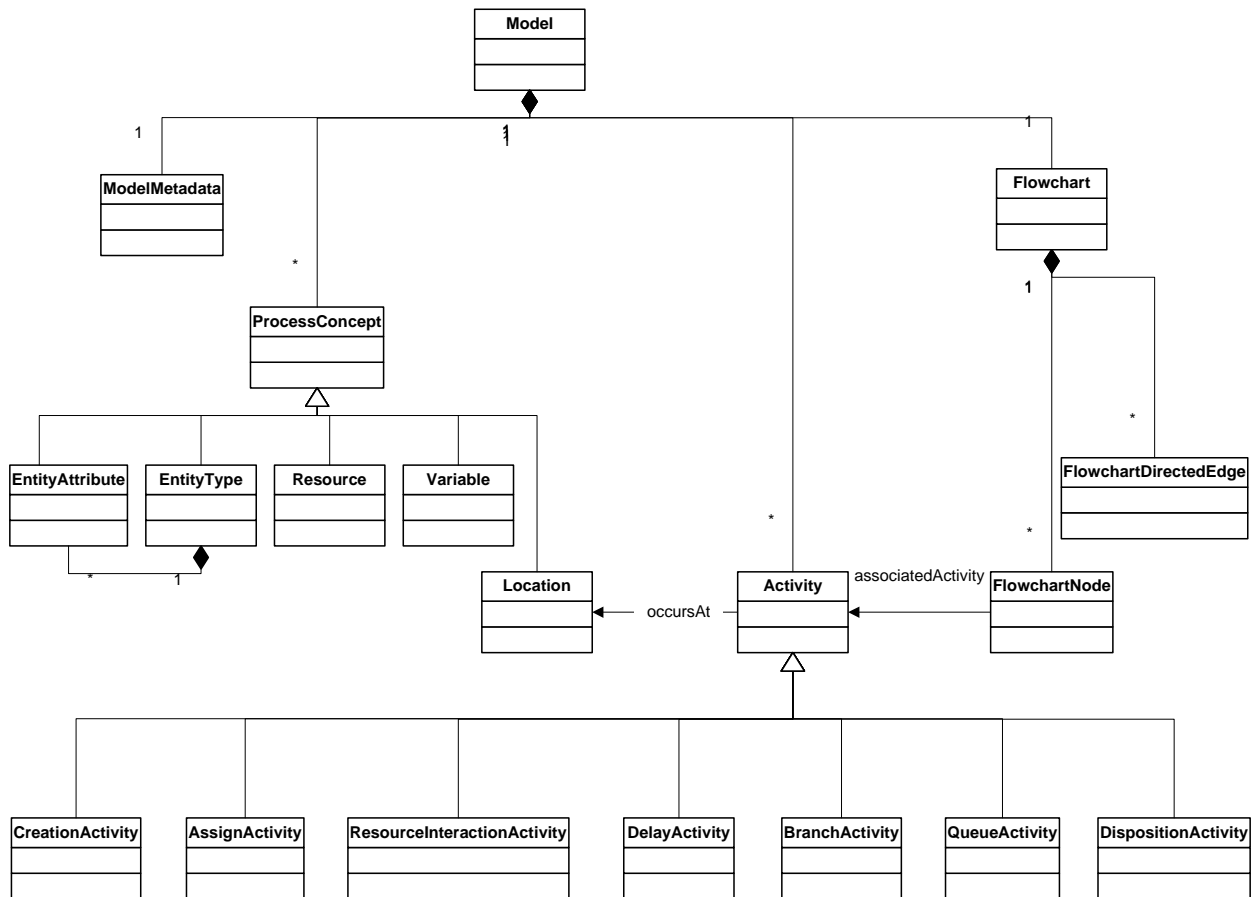 Model
1
1
1
1
ModelMetadata
Flowchart
*
1
ProcessConcept
*
EntityAttribute
EntityType
Resource
Variable
FlowchartDirectedEdge
*
*
*
1
Location
occursAt
Activity
associatedActivity
FlowchartNode
CreationActivity
AssignActivity
ResourceInteractionActivity
DelayActivity
BranchActivity
QueueActivity
DispositionActivity